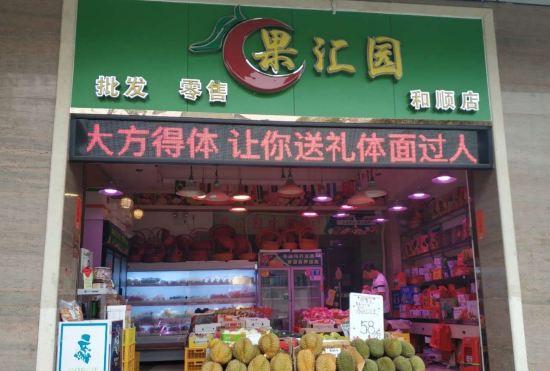 果汇园
批发 零售
和顺店
大方得体 让你送礼体面过人
58